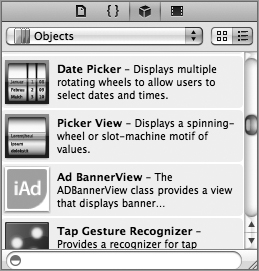 { }
Objects
Date Picker – Displays multiple
rotating wheels to allow users to
select dates and times.
Picker View – Displays a spinning-
wheel or slot-machine motif of
values.
iAd
Ad BannerView – The
ADBannerView class provides a view
that displays banner...
Tap Gesture Recognizer –
Provides a recognizer for tap